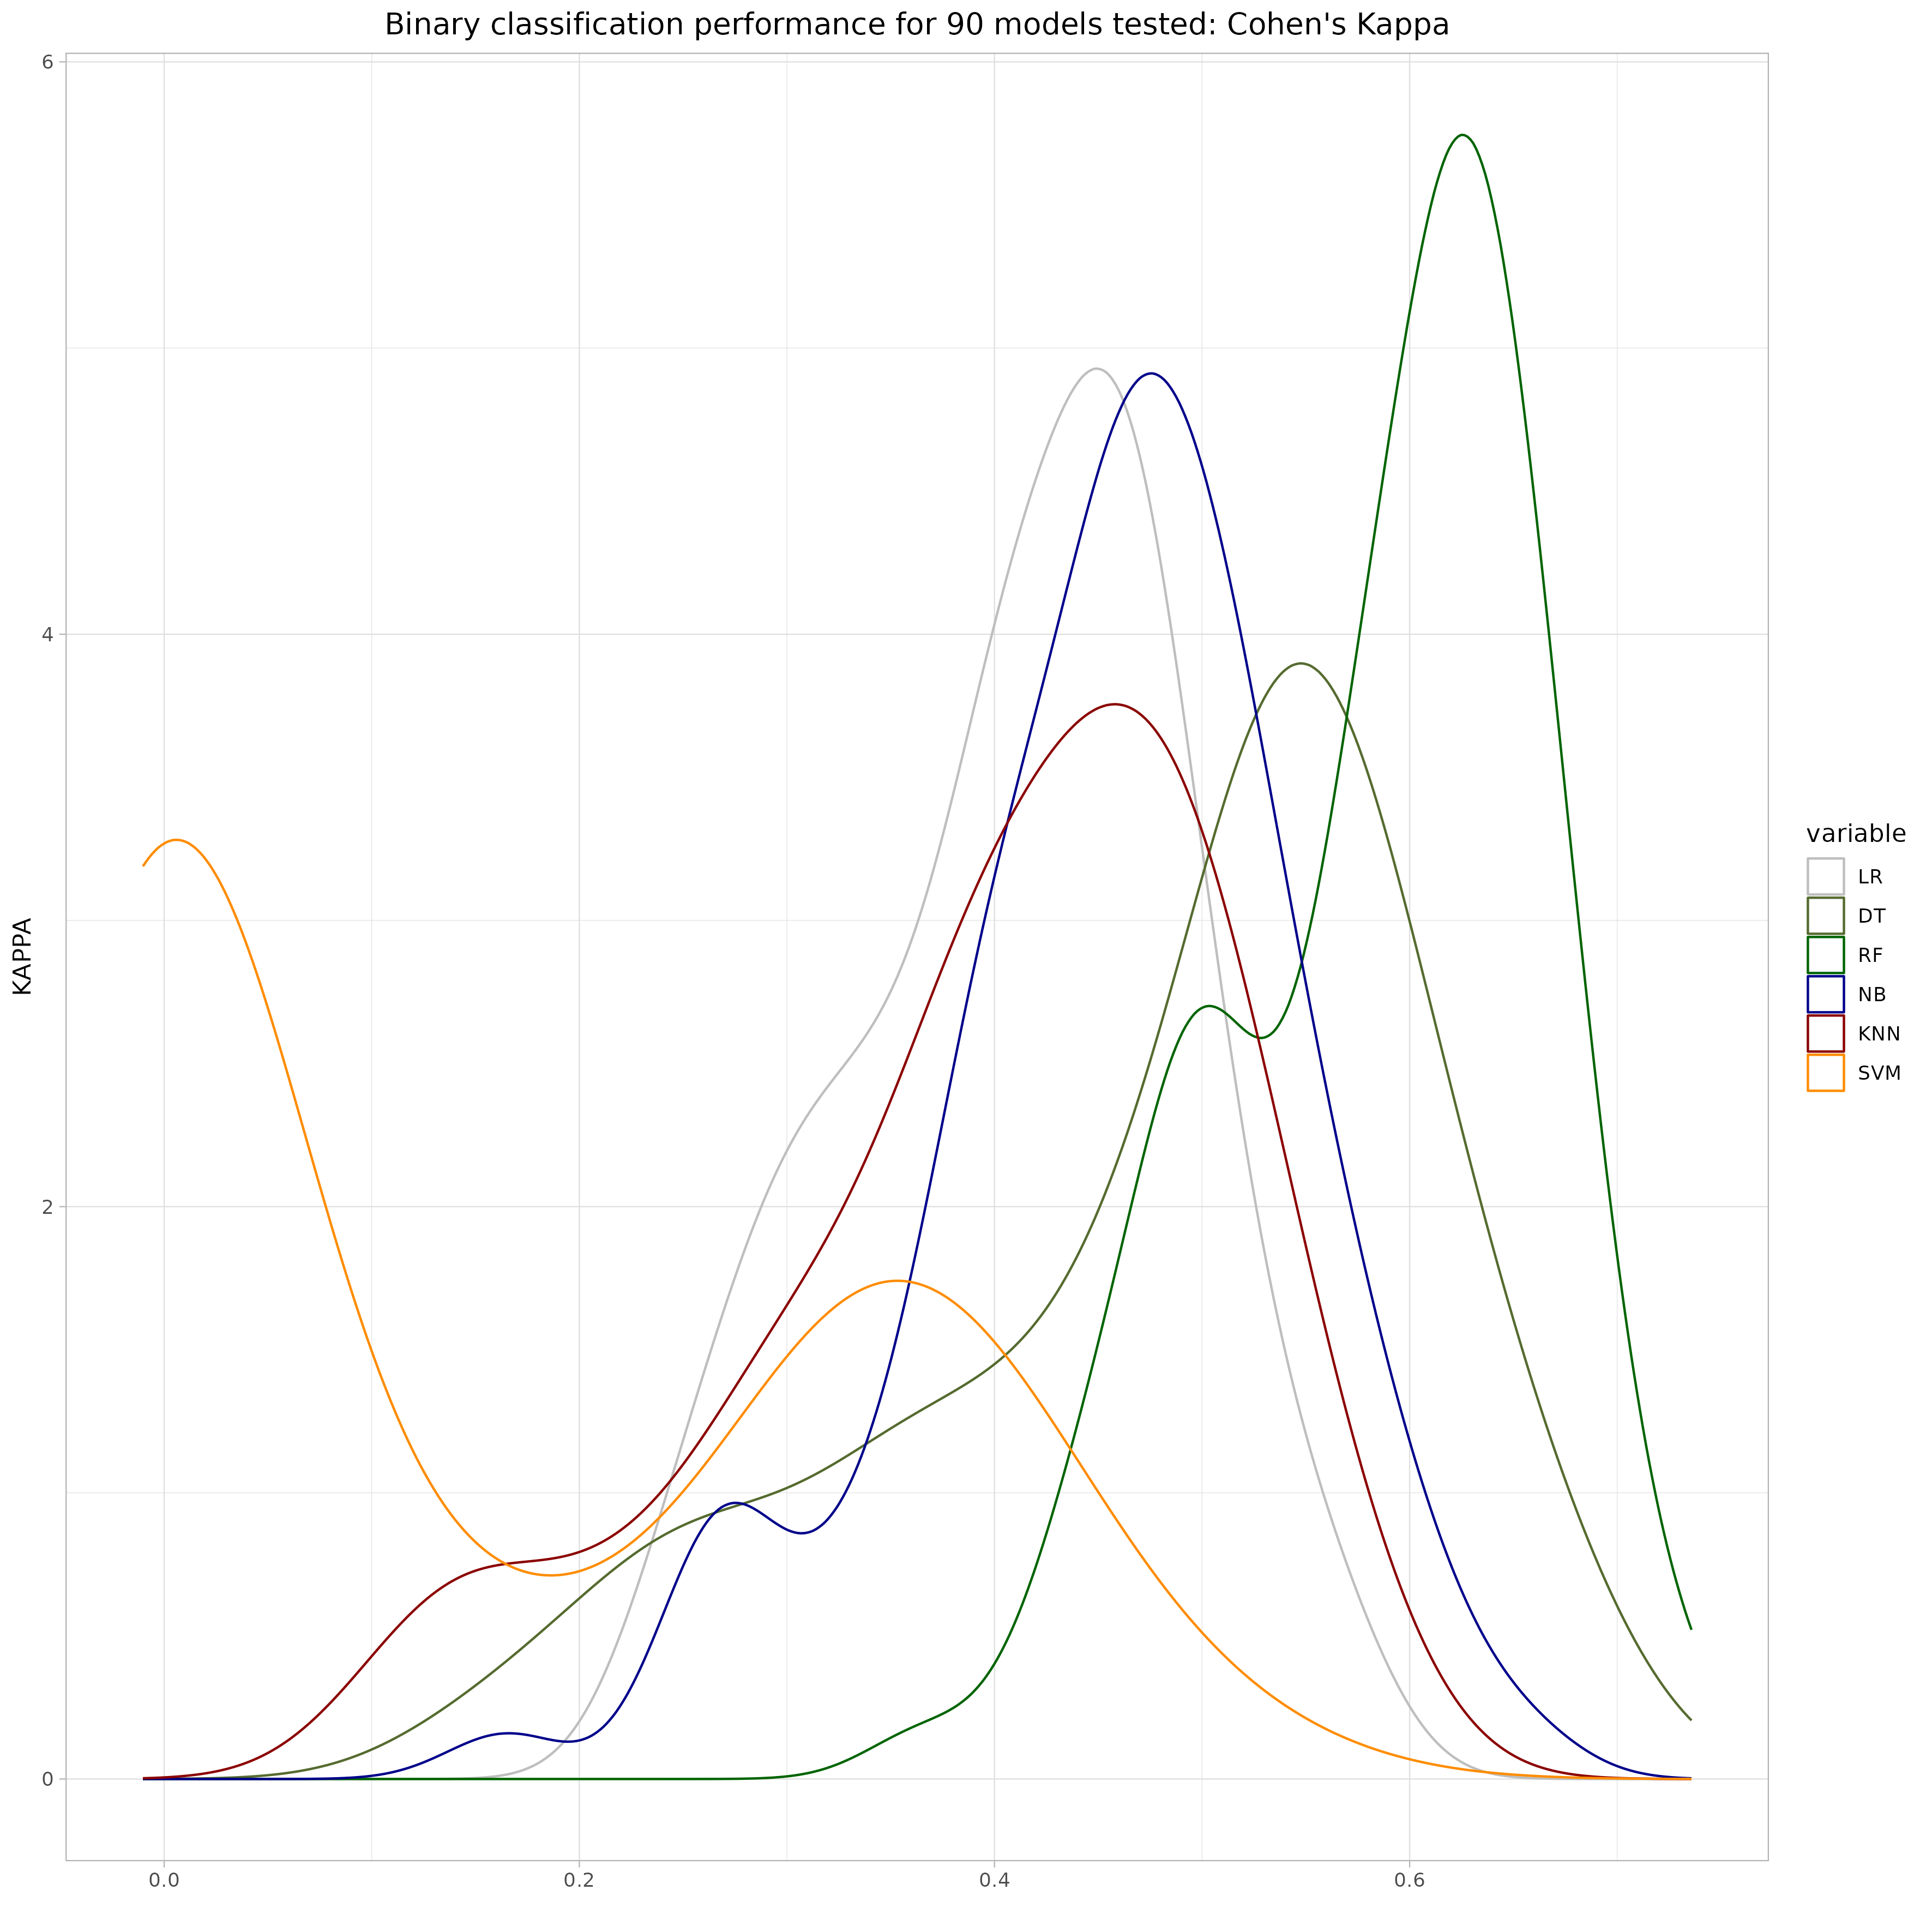 Binary classification performance for 90 models tested: Cohen's Kappa
6
4
2
0
KAPPA
0.0
0.2
0.4
0.6
variable
LR
DT
RF
NB
KNN
SVM